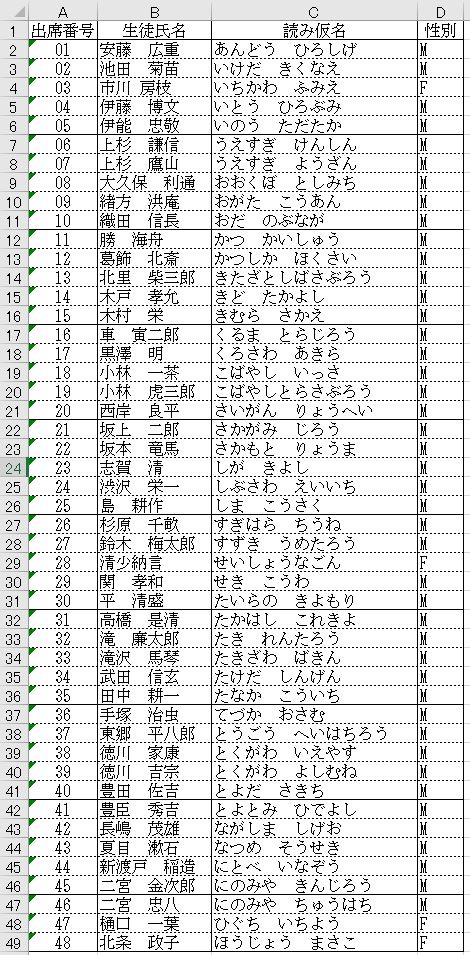 A B C D
1 出席番号 生徒氏名 読み仮名 性別
2 01 安藤　広重 あんどう　ひろしげ M
3 02 池田　菊苗 いけだ　きくなえ M
4 03 市川 房枝 いちかわ　ふみえ F
5 04 伊藤　博文 いとう　ひろぶみ M
6 05 伊能　忠敬 いのう　ただたか M
7 06 上杉　謙信 うえすぎ　けんしん M
8 07 上杉　鷹山 うえすぎ　ようざん M
9 08 大久保　利通 おおくぼ　としみち M
10 09 緒方　洪庵 おがた　こうあん M
11 10 織田　信長 おだ　のぶなが M
12 11 勝　海舟 かつ　かいしゅう M
13 12 葛飾　北斎 かつしか　ほくさい M
14 13 北里　柴三郎 きたざとしばさぶろう M
15 14 木戸　孝允 きど　たかよし M
16 15 木村　栄 きむら　さかえ M
17 16 車　寅二郎 くるま　とらじろう M
18 17 黒澤　明 くろさわ　あきら M
19 18 小林　一茶 こばやし　いっさ M
20 19 小林　虎三郎 こばやしとらさぶろう M
21 20 西岸　良平 さいがん　りょうへい M
22 21 坂上　二郎 さかがみ　じろう M
23 22 坂本　竜馬 さかもと　りょうま M
24 23 志賀　清 しが　きよし M
25 24 渋沢　栄一 しぶさわ　えいいち M
26 25 島　耕作 しま　こうさく M
27 26 杉原　千畝 すぎはら　ちうね M
28 27 鈴木　梅太郎 すずき　うめたろう M
29 28 清少納言 せいしょうなごん F
30 29 関　孝和 せき　こうわ M
31 30 平　清盛 たいらの　きよもり M
32 31 高橋　是清 たかはし　これきよ M
33 32 滝　廉太郎 たき　れんたろう M
34 33 滝沢　馬琴 たきざわ　ばきん M
35 34 武田　信玄 たけだ　しんげん M
36 35 田中　耕一 たなか　こういち M
37 36 手塚　治虫 てづか　おさむ M
38 37 東郷　平八郎 とうごう　へいはちろう M
39 38 徳川　家康 とくがわ　いえやす M
40 39 徳川　吉宗 とくがわ　よしむね M
41 40 豊田　佐吉 とよだ　さきち M
42 41 豊臣　秀吉 とよとみ　ひでよし M
43 42 長嶋　茂雄 ながしま　しげお M
44 43 夏目　漱石 なつめ　そうせき M
45 44 新渡戸　稲造 にとべ　いなぞう M
46 45 二宮　金次郎 にのみや　きんじろう M
47 46 二宮　忠八 にのみや　ちゅうはち M
48 47 樋口　一葉 ひぐち　いちよう F
49 48 北条　政子 ほうじょう　まさこ F